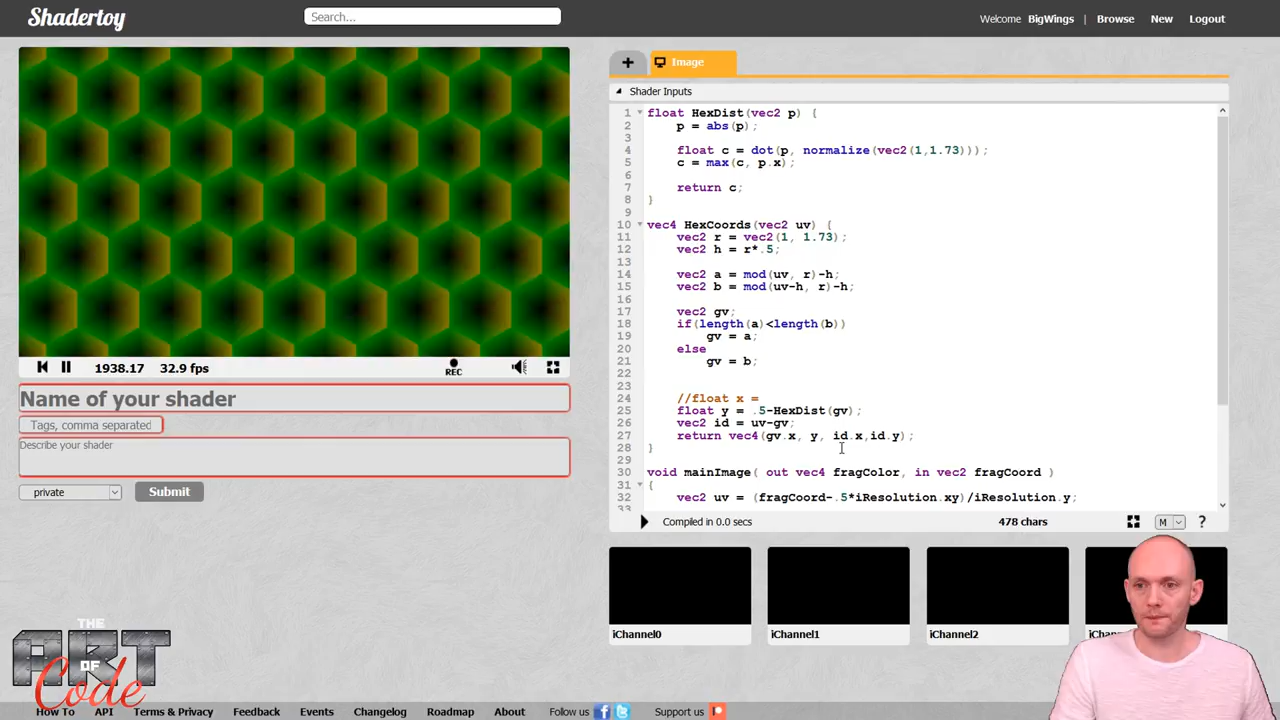 Shadertoy
Search...
Welcome BigWings | Browse New Logout
+ Image
Shader Inputs
1 float HexDist(vec2 p) {
2 p = abs(p);
3
4 float c = dot(p, normalize(vec2(1,1.73)));
5 c = max(c, p.x);
6
7 return c;
8 }
9
10 vec4 HexCoords(vec2 uv) {
11 vec2 r = vec2(1, 1.73);
12 vec2 h = r*.5;
13
14 vec2 a = mod(uv, r)-h;
15 vec2 b = mod(uv-h, r)-h;
16
17 vec2 gv;
18 if(length(a)<length(b))
19 gv = a;
20 else
21 gv = b;
22
23
24 //float x =
25 float y = .5-HexDist(gv);
26 vec2 id = uv-gv;
27 return vec4(gv.x, y, id.x,id.y);
28 }
29
30 void mainImage( out vec4 fragColor, in vec2 fragCoord )
31 {
32 vec2 uv = (fragCoord-.5*iResolution.xy)/iResolution.y;
33
1938.17 32.9 fps REC
Name of your shader
Tags, comma separated
Describe your shader
private Submit
Compiled in 0.0 secs 478 chars M ?
iChannel0 iChannel1 iChannel2
THE
ART
OF
Code
How To API Terms & Privacy Feedback Events Changelog Roadmap About Follow us Support us